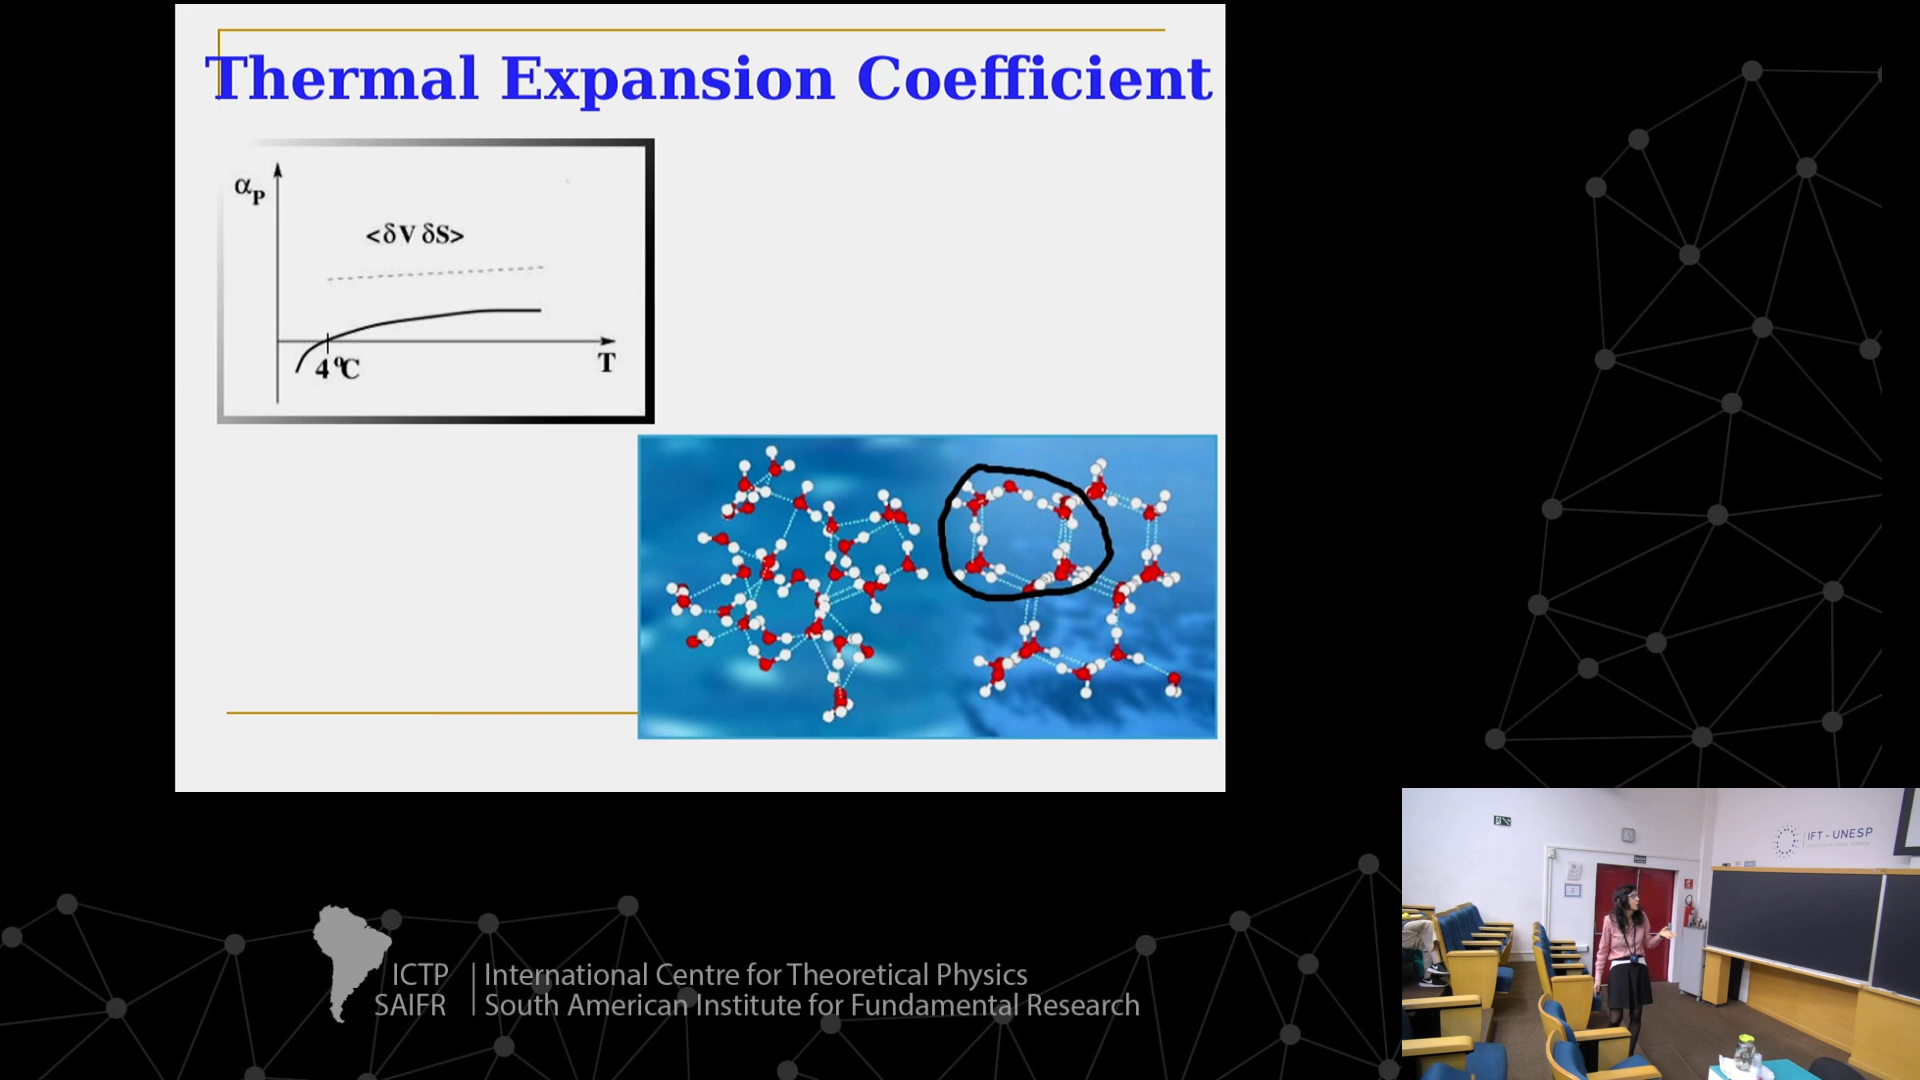 Thermal Expansion Coefficient
αP
<δV δS>
4 ºC
T
ICTP | International Centre for Theoretical Physics
SAIFR | South American Institute for Fundamental Research
IFT - UNESP